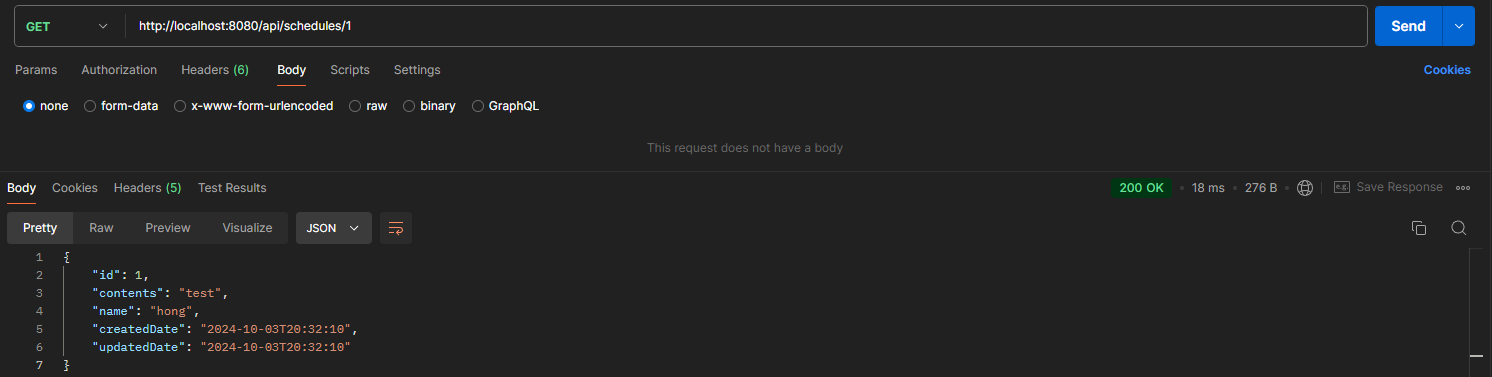 GET http://localhost:8080/api/schedules/1 Send
Params Authorization Headers (6) Body Scripts Settings Cookies
none form-data x-www-form-urlencoded raw binary GraphQL
This request does not have a body
Body Cookies Headers (5) Test Results 200 OK • 18 ms • 276 B • e.g. Save Response
Pretty Raw Preview Visualize JSON
1 {
2 "id": 1,
3 "contents": "test",
4 "name": "hong",
5 "createdDate": "2024-10-03T20:32:10",
6 "updatedDate": "2024-10-03T20:32:10"
7 }